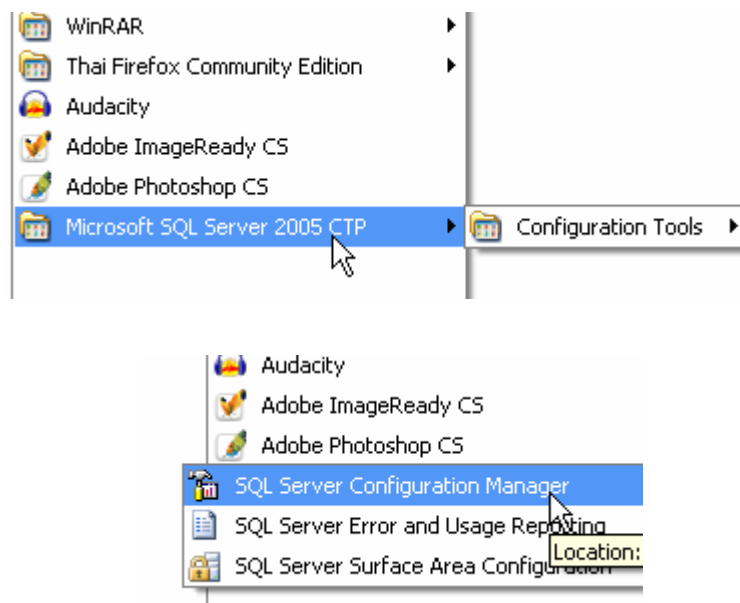 WinRAR
Thai Firefox Community Edition
Audacity
Adobe ImageReady CS
Adobe Photoshop CS
Microsoft SQL Server 2005 CTP
Configuration Tools
Audacity
Adobe ImageReady CS
Adobe Photoshop CS
SQL Server Configuration Manager
SQL Server Error and Usage Reporting
Location:
SQL Server Surface Area Configuration